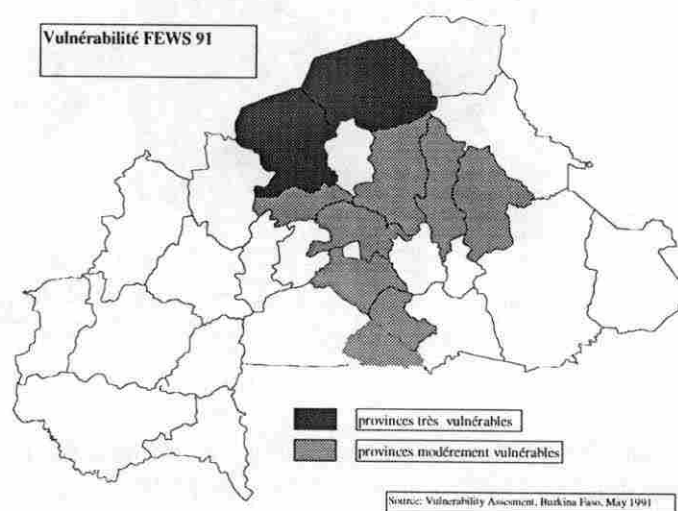 Vulnérabilité FEWS 91
provinces très vulnérables
provinces modérement vulnérables
Source: Vulnerability Assesment, Burkina Faso, May 1991